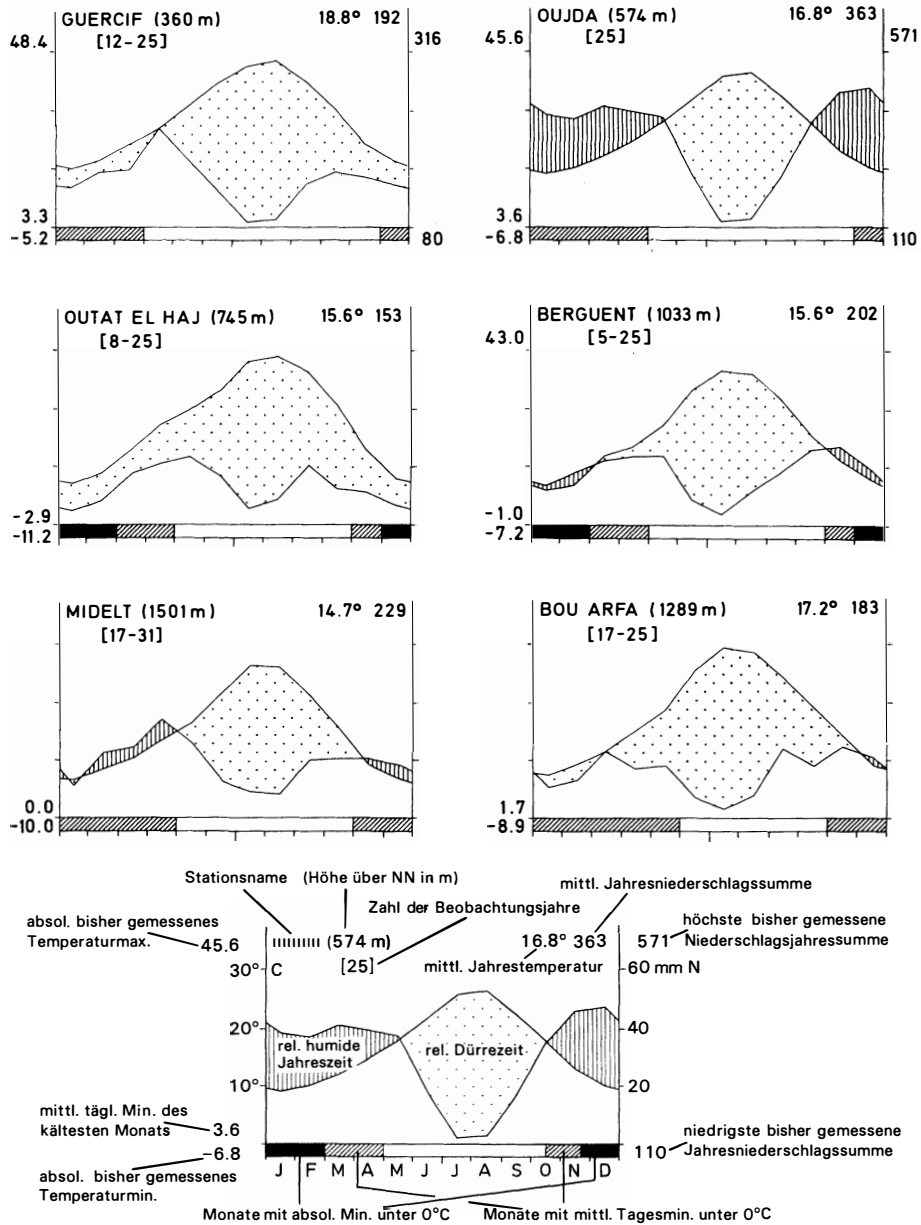 GUERCIF (360 m) 18.8° 192
[12-25]
48.4 316
3.3
-5.2 80
OUJDA (574 m) 16.8° 363
[25]
45.6 571
3.6
-6.8 110
OUTAT EL HAJ (745 m) 15.6° 153
[8-25]
-2.9
-11.2
BERGUENT (1033 m) 15.6° 202
[5-25]
43.0
-1.0
-7.2
MIDELT (1501 m) 14.7° 229
[17-31]
0.0
-10.0
BOU ARFA (1289 m) 17.2° 183
[17-25]
1.7
-8.9
Stationsname (Höhe über NN in m) mittl. Jahresniederschlagssumme
Zahl der Beobachtungsjahre
absol. bisher gemessenes
Temperaturmax.
höchste bisher gemessene
Niederschlagsjahressumme
45.6 (574 m) 16.8° 363 571
30° C [25] mittl. Jahrestemperatur 60 mm N
20° 40
rel. humide
Jahreszeit
rel. Dürrezeit
10° 20
mittl. tägl. Min. des
kältesten Monats
3.6
-6.8
110
niedrigste bisher gemessene
Jahresniederschlagssumme
J F M A M J J A S O N D
absol. bisher gemessenes
Temperaturmin.
Monate mit absol. Min. unter 0°C Monate mit mittl. Tagesmin. unter 0°C